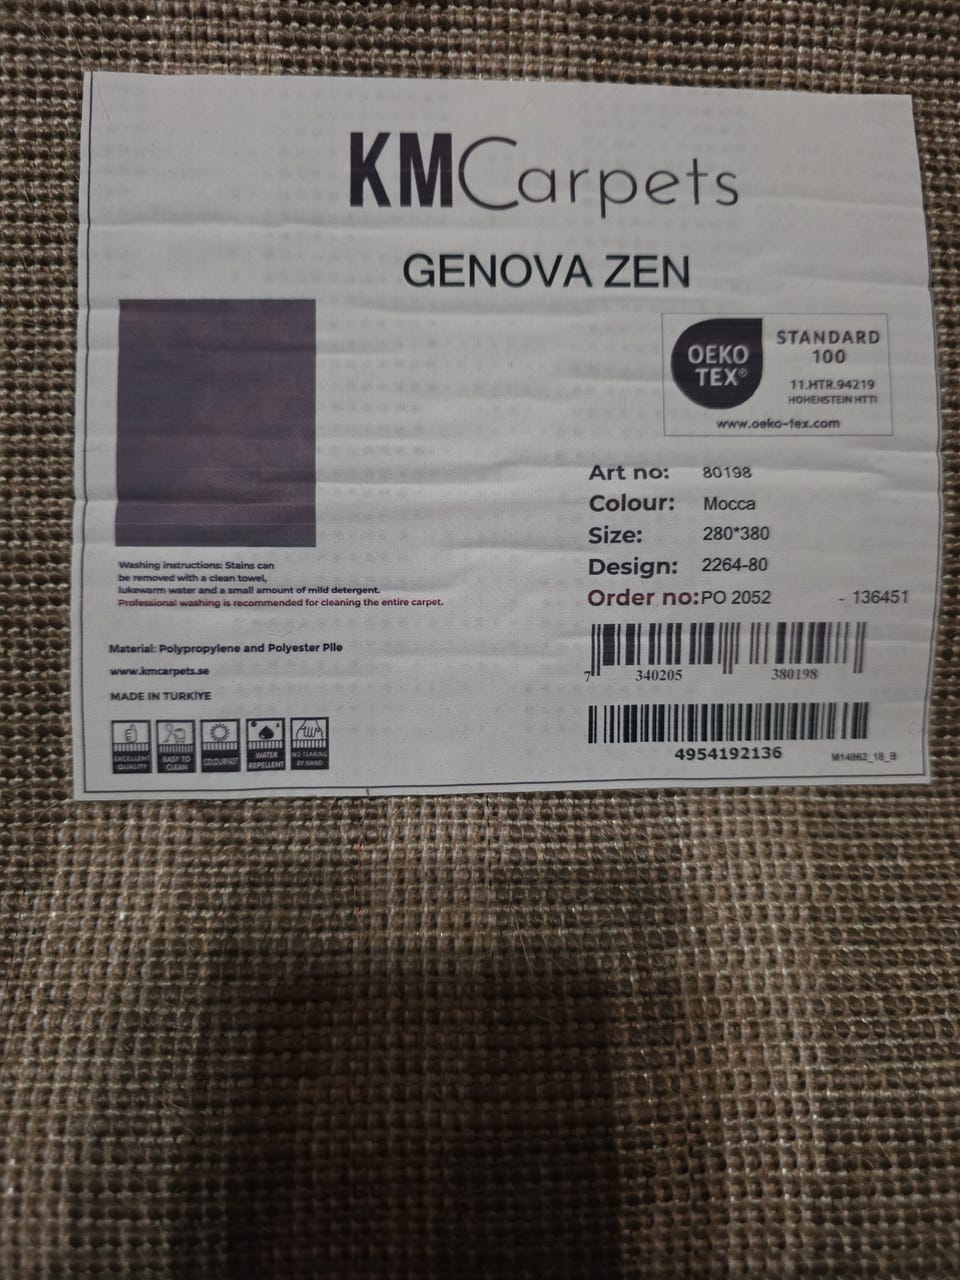 KMCarpets
GENOVA ZEN
OEKO
TEX®
STANDARD
100
11.HTR.94219
HOHENSTEIN HTTI
www.oeko-tex.com
Art no: 80198
Colour: Mocca
Size: 280*380
Design: 2264-80
Order no:PO 2052 - 136451
7 340205 380198
4954192136
M14962_18_B
Washing instructions: Stains can
be removed with a clean towel,
lukewarm water and a small amount of mild detergent.
Professional washing is recommended for cleaning the entire carpet.
Material: Polypropylene and Polyester Pile
www.kmcarpets.se
MADE IN TÜRKİYE
EXCELLENT
QUALITY
EASY TO
CLEAN
COLOURFAST
WATER
REPELLENT
NO TEARING
BY HAND